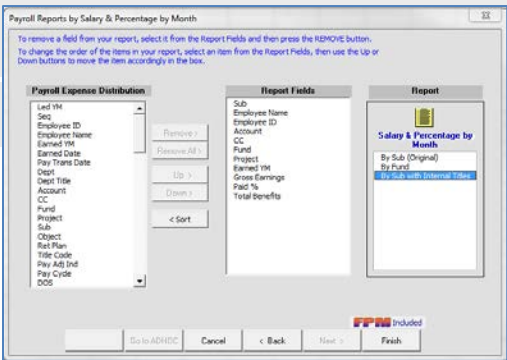 Payroll Reports by Salary & Percentage by Month
To remove a field from your report, select it from the Report Fields and then press the REMOVE button.
To change the order of the items in your report, select an item from the Report Fields, then use the Up or
Down buttons to move the item accordingly in the box.
Payroll Expense Distribution
Led YM
Seq
Employee ID
Employee Name
Earned YM
Earned Date
Pay Trans Date
Dept
Dept Title
Account
CC
Fund
Project
Sub
Object
Ret Plan
Title Code
Pay Adj Ind
Pay Cycle
DOS
Remove >
Remove All >
Up >
Down >
< Sort
Report Fields
Sub
Employee Name
Employee ID
Account
CC
Fund
Project
Earned YM
Gross Earnings
Paid %
Total Benefits
Report
Salary & Percentage by
Month
By Sub (Original)
By Fund
By Sub with Internal Titles
FPM Included
Go to ADHOC
Cancel
< Back
Next >
Finish